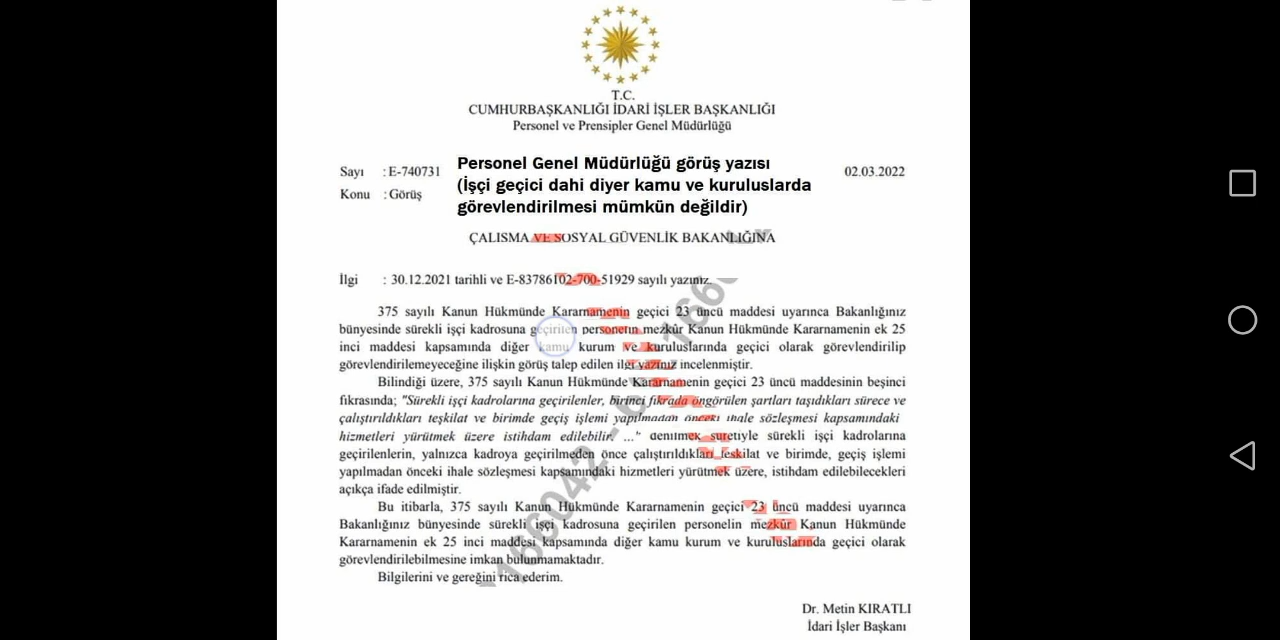 T.C.
CUMHURBAŞKANLIĞI İDARİ İŞLER BAŞKANLIĞI
Personel ve Prensipler Genel Müdürlüğü
Sayı : E-740731
Konu : Görüş
Personel Genel Müdürlüğü görüş yazısı
(İşçi geçici dahi diyer kamu ve kuruluslarda
görevlendirilmesi mümkün değildir)
02.03.2022
ÇALISMA VE SOSYAL GÜVENLİK BAKANLIĞINA
İlgi : 30.12.2021 tarihli ve E-83786102-700-51929 sayılı yazınız.
375 sayılı Kanun Hükmünde Kararnamenin geçici 23 üncü maddesi uyarınca Bakanlığınız
bünyesinde sürekli işçi kadrosuna geçirilen personelin mezkûr Kanun Hükmünde Kararnamenin ek 25
inci maddesi kapsamında diğer kamu kurum ve kuruluslarında geçici olarak görevlendirilip
görevlendirilemeyeceğine ilişkin görüş talep edilen ilgi yazınız incelenmiştir.
Bilindiği üzere, 375 sayılı Kanun Hükmünde Kararnamenin geçici 23 üncü maddesinin beşinci
fıkrasında; "Sürekli işçi kadrolarına geçirilenler, birinci fıkrada öngörülen şartları taşıdıkları sürece ve
çalıştırıldıkları teşkilat ve birimde geçiş işlemi yapılmadan önceki ihale sözleşmesi kapsamındaki
hizmetleri yürütmek üzere istihdam edilebilir. ..." denilmek suretiyle sürekli işçi kadrolarına
geçirilenlerin, yalnızca kadroya geçirilmeden önce çalıştırıldıkları teskilat ve birimde, geçiş işlemi
yapılmadan önceki ihale sözleşmesi kapsamındaki hizmetleri yürütmek üzere, istihdam edilebilecekleri
açıkça ifade edilmiştir.
Bu itibarla, 375 sayılı Kanun Hükmünde Kararnamenin geçici 23 üncü maddesi uyarınca
Bakanlığınız bünyesinde sürekli işçi kadrosuna geçirilen personelin mezkûr Kanun Hükmünde
Kararnamenin ek 25 inci maddesi kapsamında diğer kamu kurum ve kuruluslarında geçici olarak
görevlendirilebilmesine imkan bulunmamaktadır.
Bilgilerini ve gereğini rica ederim.
Dr. Metin KIRATLI
İdari İşler Başkanı